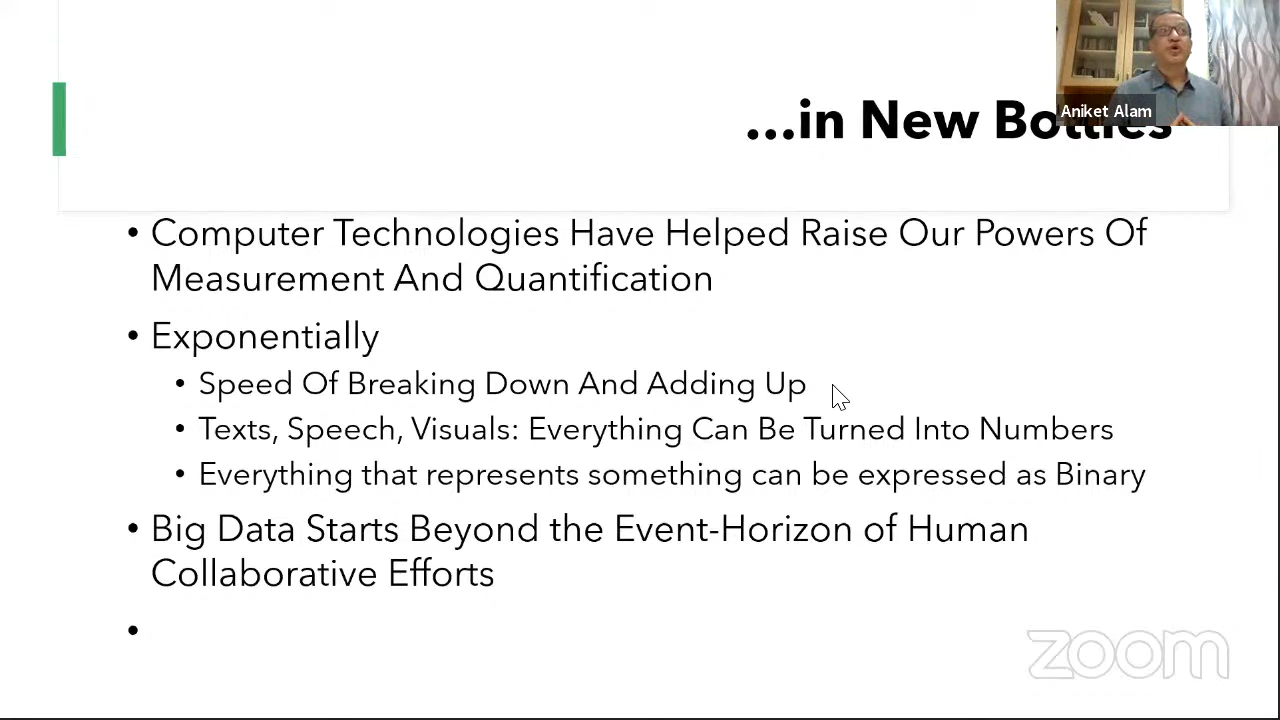 ...in New Bottles
Aniket Alam
• Computer Technologies Have Helped Raise Our Powers Of
Measurement And Quantification
• Exponentially
• Speed Of Breaking Down And Adding Up
• Texts, Speech, Visuals: Everything Can Be Turned Into Numbers
• Everything that represents something can be expressed as Binary
• Big Data Starts Beyond the Event-Horizon of Human
Collaborative Efforts
•
zoom